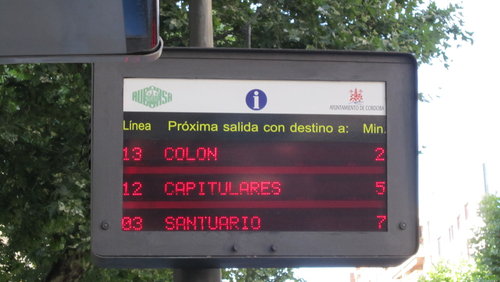 AUCORSA
i
AYUNTAMIENTO DE CORDOBA
Línea Próxima salida con destino a: Min.
13 COLON 2
12 CAPITULARES 5
03 SANTUARIO 7